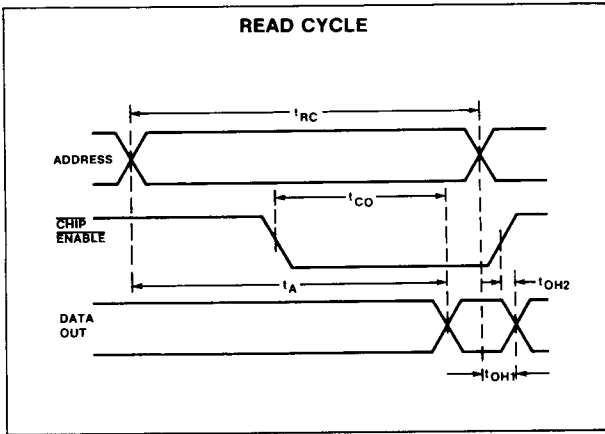 READ CYCLE
tRC
ADDRESS
tCO
CHIP
ENABLE
tA
tOH2
DATA
OUT
tOH1